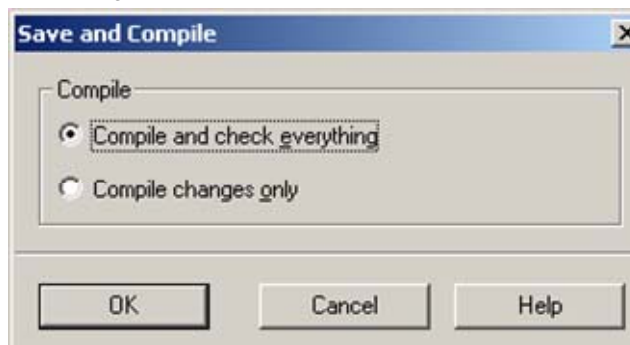 Save and Compile
Compile
Compile and check everything
Compile changes only
OK Cancel Help